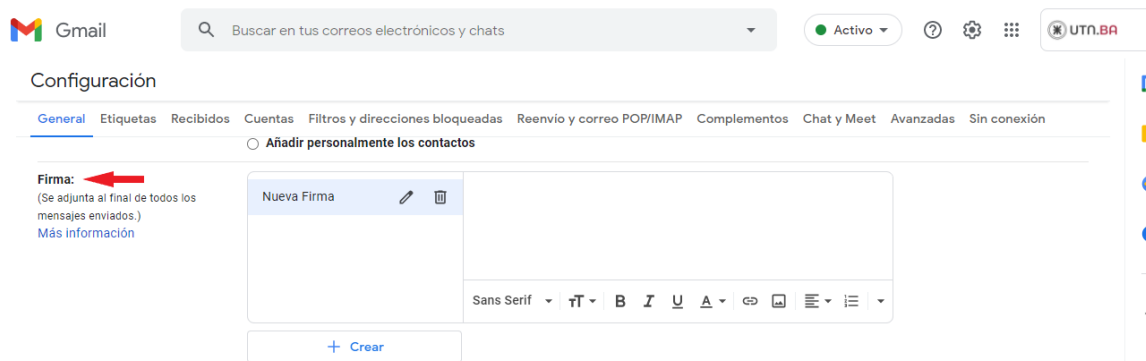 Gmail
Buscar en tus correos electrónicos y chats
Activo
UTN.BA
Configuración
General Etiquetas Recibidos Cuentas Filtros y direcciones bloqueadas Reenvío y correo POP/IMAP Complementos Chat y Meet Avanzadas Sin conexión
Añadir personalmente los contactos
Firma:
(Se adjunta al final de todos los
mensajes enviados.)
Más información
Nueva Firma
Sans Serif
+ Crear